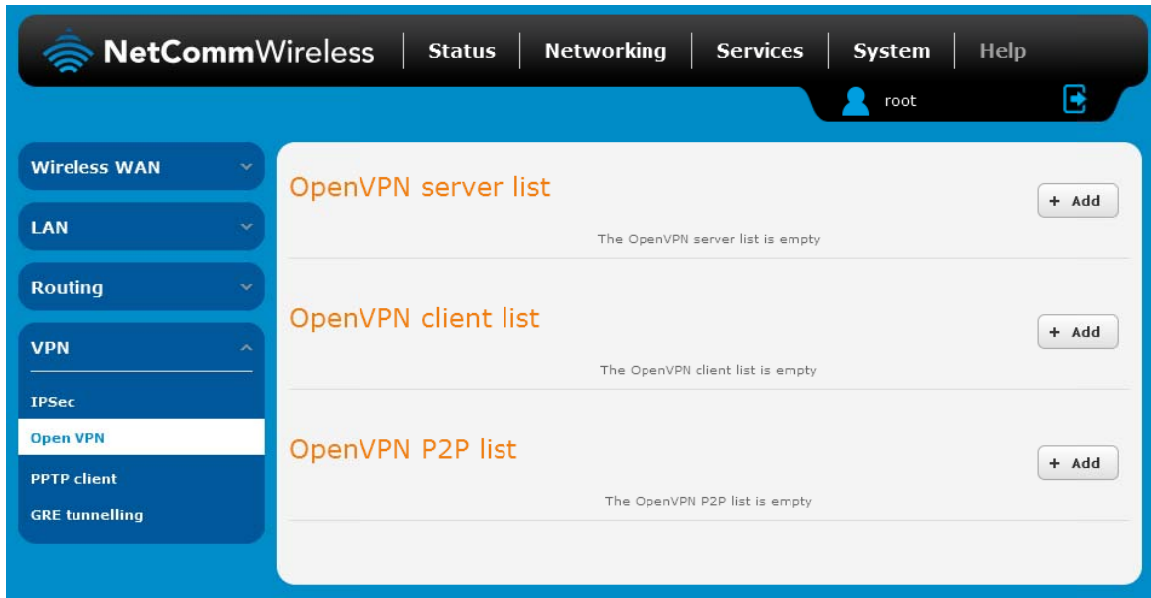 NetCommWireless Status Networking Services System Help
root
Wireless WAN
LAN
Routing
VPN
IPSec
Open VPN
PPTP client
GRE tunnelling
OpenVPN server list
+ Add
The OpenVPN server list is empty
OpenVPN client list
+ Add
The OpenVPN client list is empty
OpenVPN P2P list
+ Add
The OpenVPN P2P list is empty